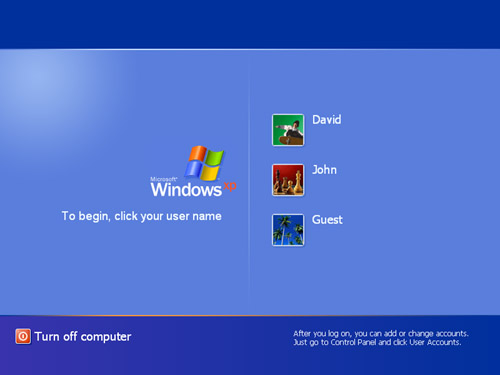 Microsoft®
Windows xp
To begin, click your user name
David
John
Guest
Turn off computer
After you log on, you can add or change accounts.
Just go to Control Panel and click User Accounts.